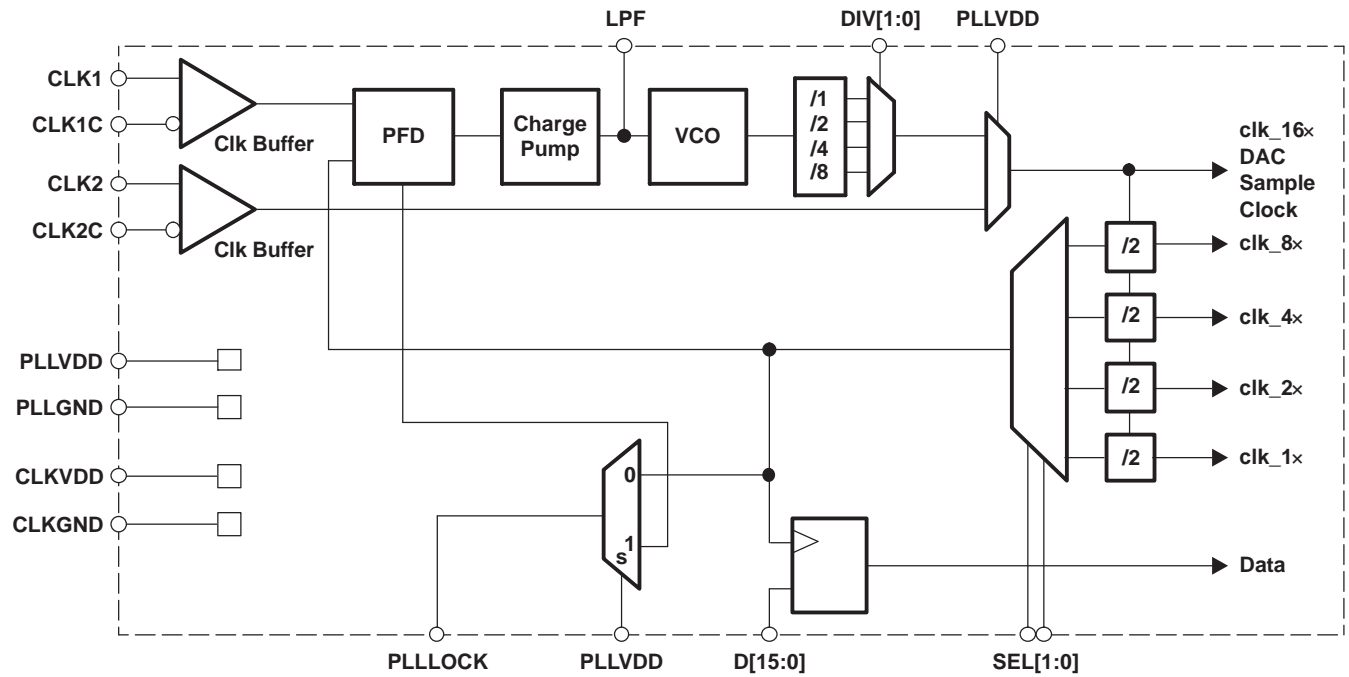 LPF
DIV[1:0]
PLLVDD
CLK1
CLK1C
Clk Buffer
CLK2
CLK2C
Clk Buffer
PFD
Charge
Pump
VCO
/1
/2
/4
/8
clk_16×
DAC
Sample
Clock
/2
clk_8×
/2
clk_4×
/2
clk_2×
/2
clk_1×
PLLVDD
PLLGND
CLKVDD
CLKGND
0
1
s
Data
PLLLOCK
PLLVDD
D[15:0]
SEL[1:0]